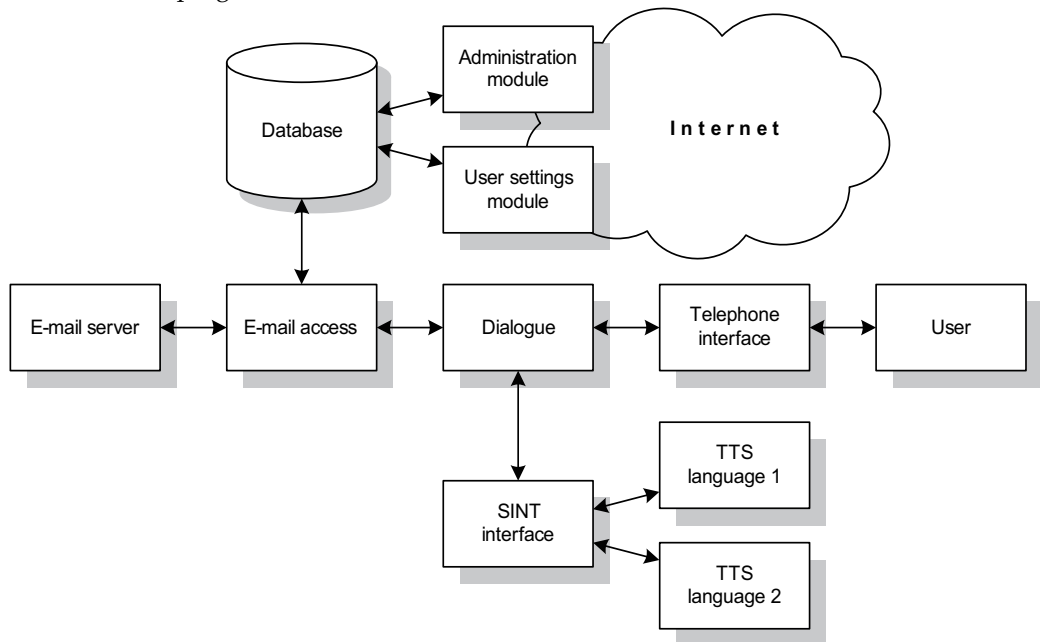 Administration
module
Database
Internet
User settings
module
E-mail server
E-mail access
Dialogue
Telephone
interface
User
TTS
language 1
SINT
interface
TTS
language 2